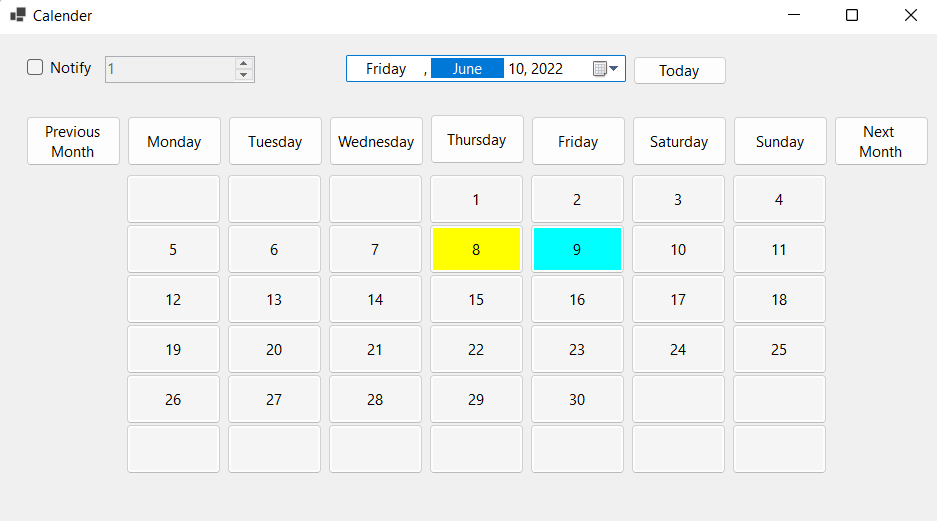 Calender
Notify 1 Friday , June 10, 2022 Today
Previous Month Monday Tuesday Wednesday Thursday Friday Saturday Sunday Next Month
1 2 3 4
5 6 7 8 9 10 11
12 13 14 15 16 17 18
19 20 21 22 23 24 25
26 27 28 29 30